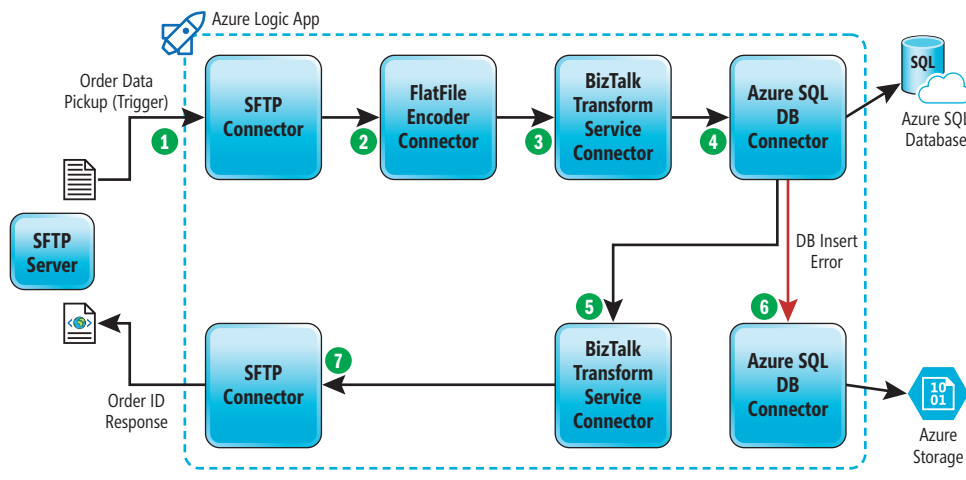 Azure Logic App
Order Data
Pickup (Trigger)
1
SFTP
Connector
2
FlatFile
Encoder
Connector
3
BizTalk
Transform
Service
Connector
4
Azure SQL
DB
Connector
SQL
Azure SQL
Database
SFTP
Server
DB Insert
Error
5
6
7
SFTP
Connector
BizTalk
Transform
Service
Connector
Azure SQL
DB
Connector
Order ID
Response
10
01
Azure
Storage